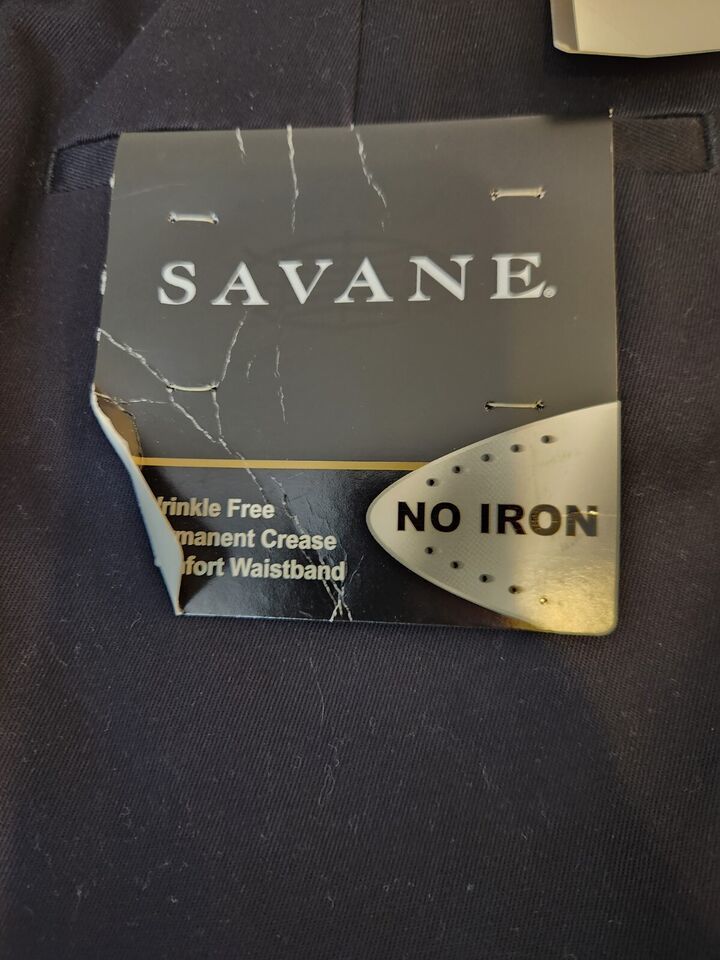 SAVANE®
rinkle Free
manent Crease
fort Waistband
NO IRON